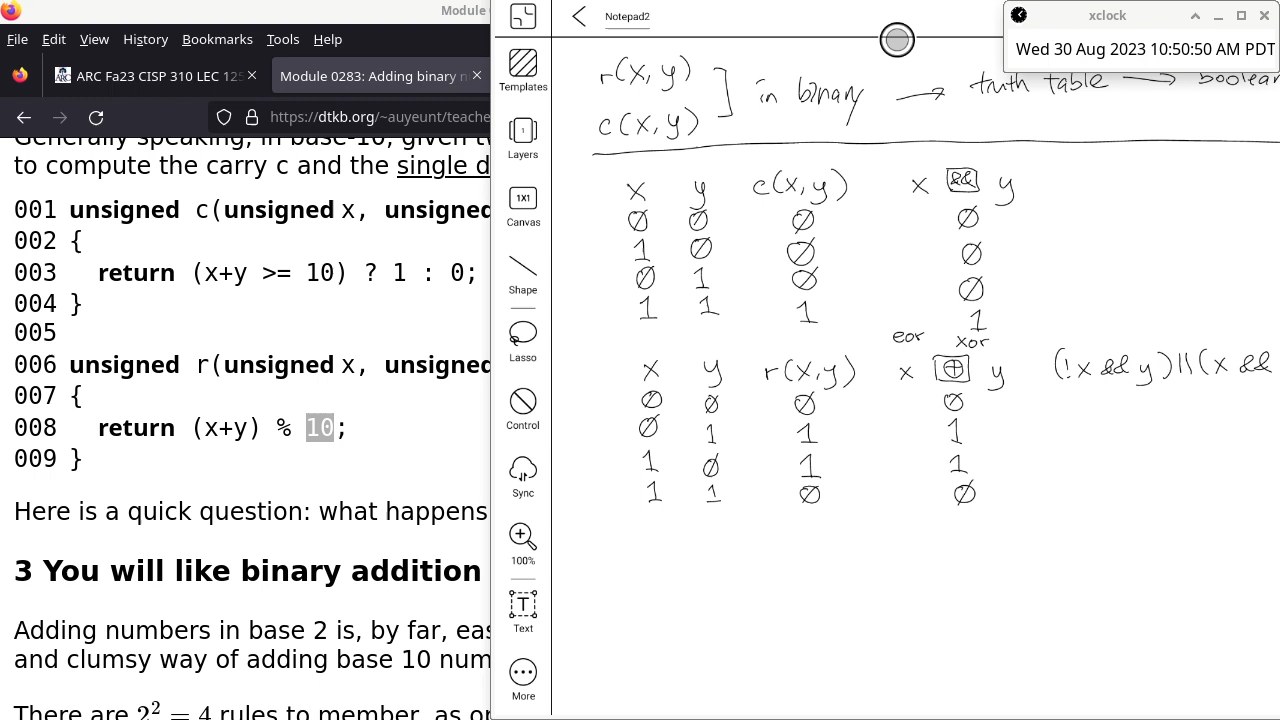 Module
File Edit View History Bookmarks Tools Help
ARC Fa23 CISP 310 LEC 125 ×
Module 0283: Adding binary n ×
https://dtkb.org/~auyeunt/teache
Generally speaking, in base-10, given
to compute the carry c and the single d
001 unsigned c(unsigned x, unsigned
002 {
003 return (x+y >= 10) ? 1 : 0;
004 }
005
006 unsigned r(unsigned x, unsigned
007 {
008 return (x+y) % 10;
009 }
Here is a quick question: what happens
3 You will like binary addition
Adding numbers in base 2 is, by far, eas
and clumsy way of adding base 10 num
There are 2² = 4 rules to member, as
Notepad2
Templates
1
Layers
1X1
Canvas
Shape
Lasso
Control
Sync
100%
T
Text
More
xclock
Wed 30 Aug 2023 10:50:50 AM PDT
r(x, y)
c(x, y)
] in binary → truth table → boolean
x y c(x, y) x && y
0 0 0 0
1 0 0 0
0 1 0 0
1 1 1 1
eor xor
x y r(x, y) x ⊕ y (!x && y)||(x &&
0 0 0 0
0 1 1 1
1 0 1 1
1 1 0 0